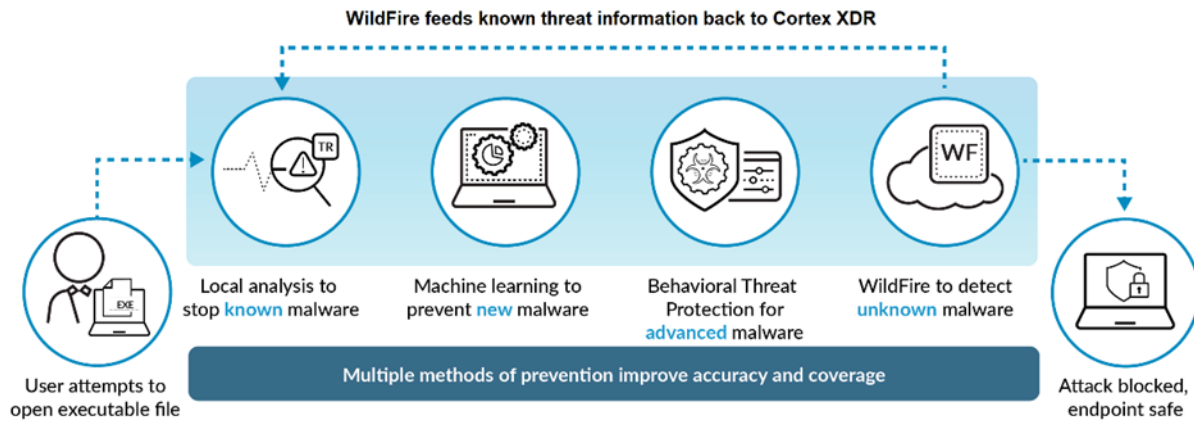 WildFire feeds known threat information back to Cortex XDR
TR
WF
EXE
Local analysis to
stop known malware
Machine learning to
prevent new malware
Behavioral Threat
Protection for
advanced malware
WildFire to detect
unknown malware
User attempts to
open executable file
Multiple methods of prevention improve accuracy and coverage
Attack blocked,
endpoint safe